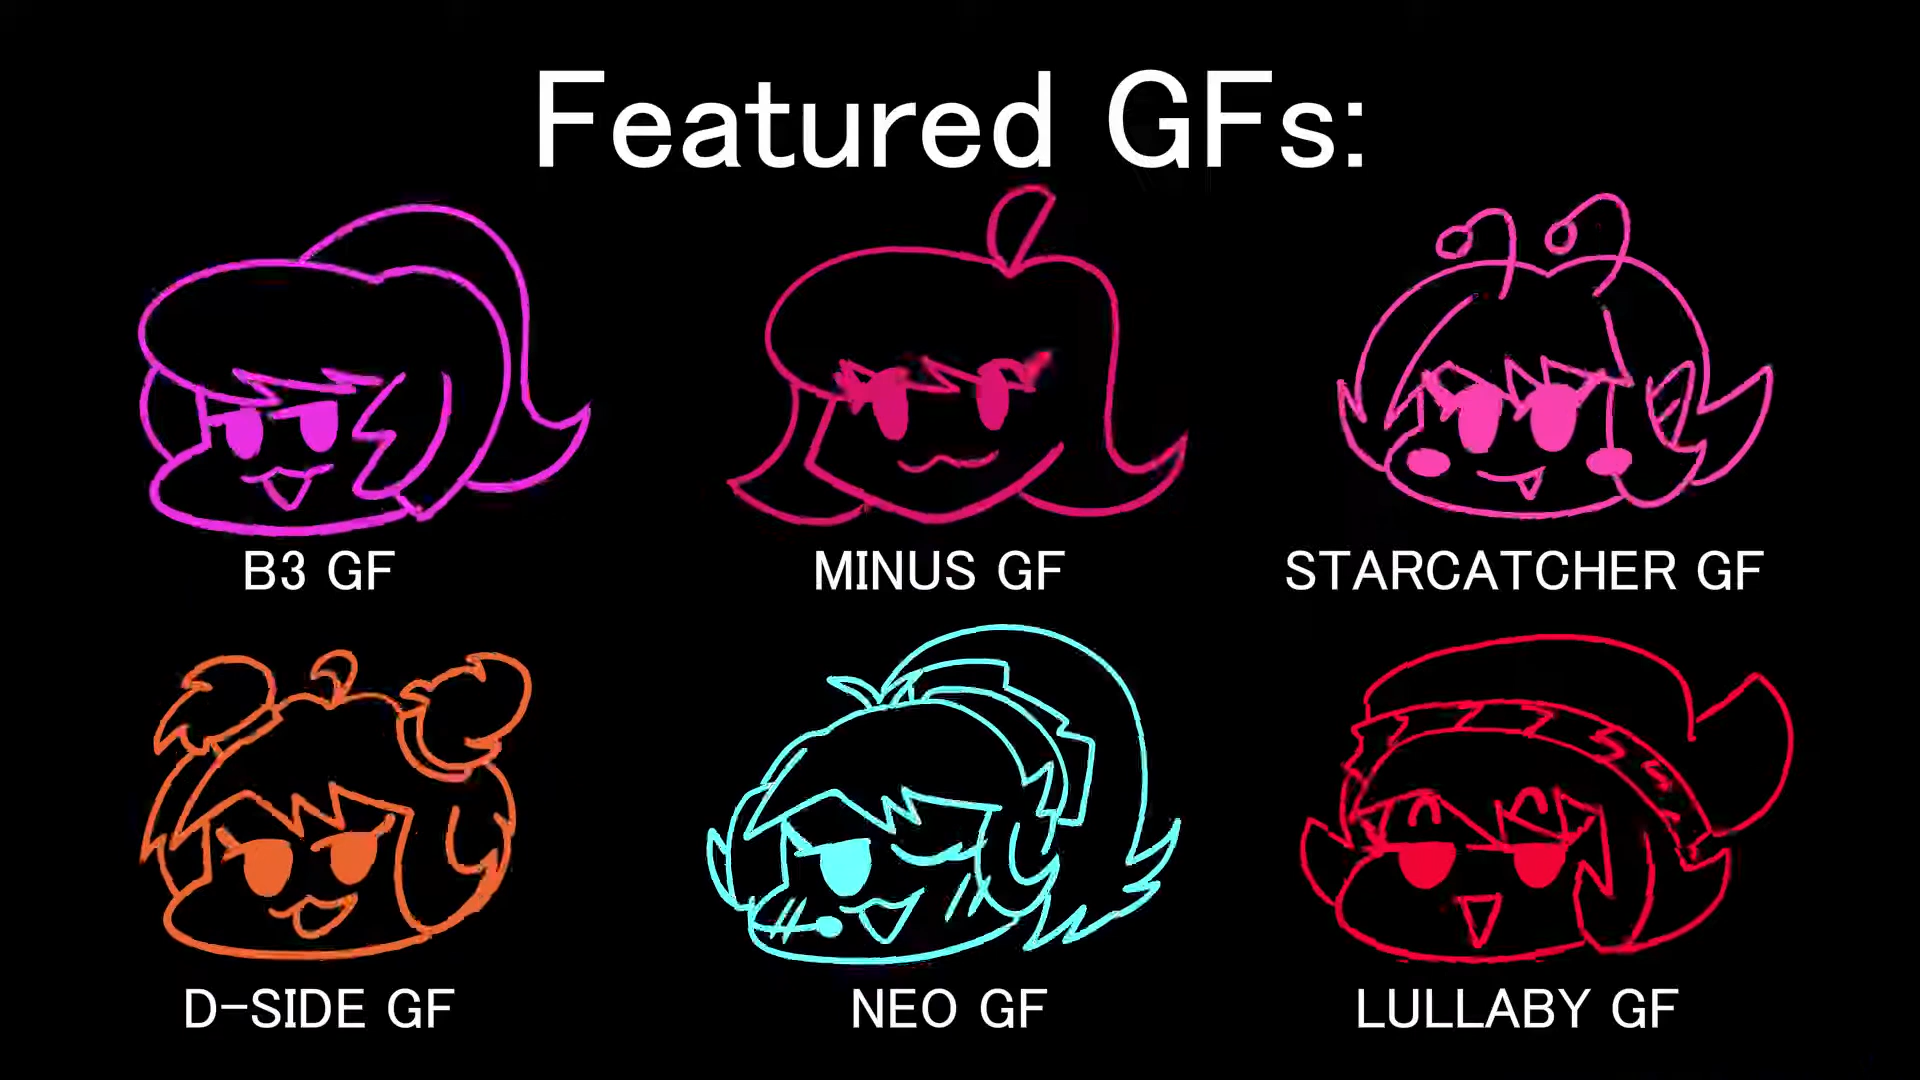 Featured GFs:
B3 GF
MINUS GF
STARCATCHER GF
D-SIDE GF
NEO GF
LULLABY GF